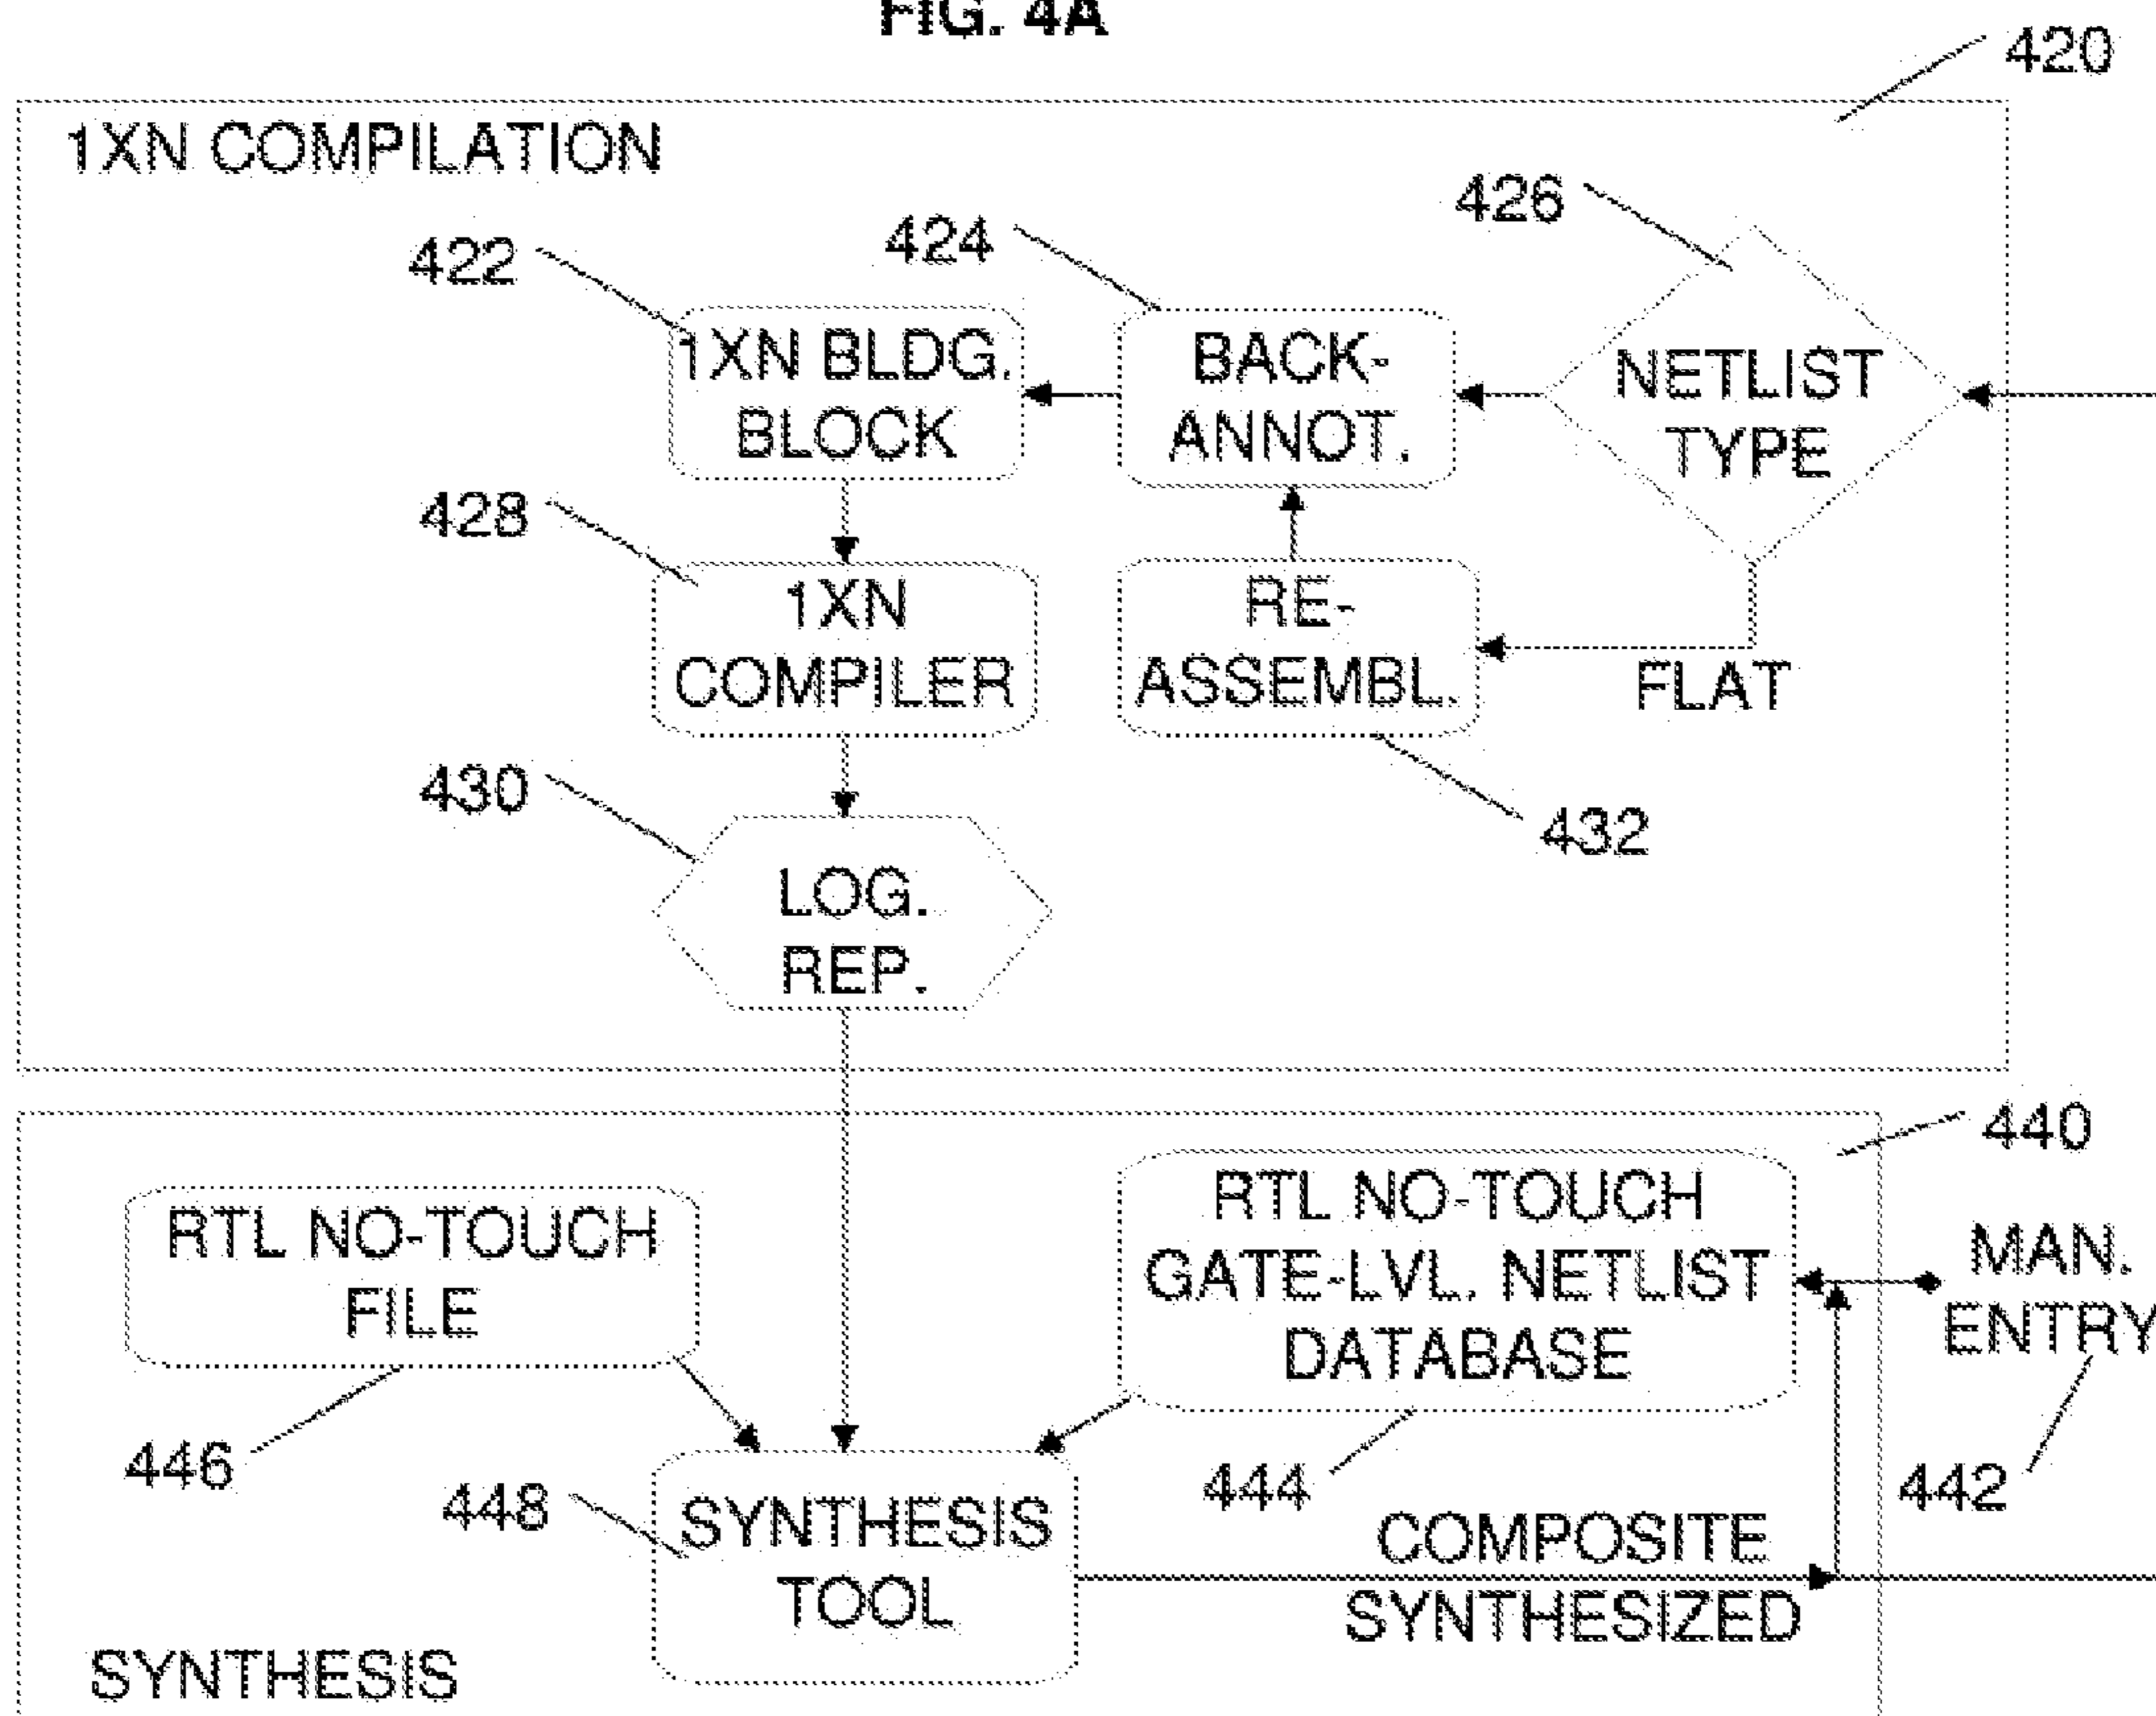 FIG. 4A
420
1XN COMPILATION
426
424
422
1XN BLDG.
BLOCK
BACK-
ANNOT.
NETLIST
TYPE
428
1XN
COMPILER
RE-
ASSEMBL.
FLAT
430
432
LOG.
REP.
440
RTL NO-TOUCH
FILE
RTL NO-TOUCH
GATE-LVL. NETLIST
DATABASE
MAN.
ENTRY
446
444
442
448
SYNTHESIS
TOOL
COMPOSITE
SYNTHESIZED
SYNTHESIS